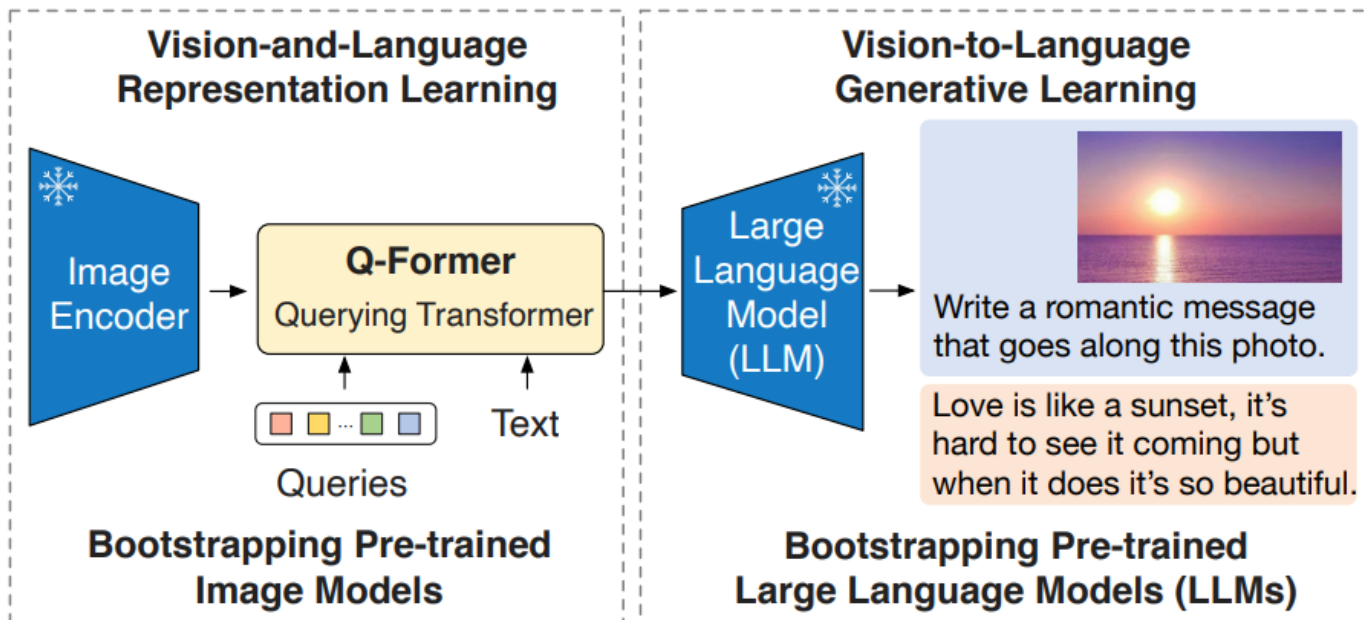 Vision-and-Language
Representation Learning
Image
Encoder
Q-Former
Querying Transformer
...
Queries
Text
Bootstrapping Pre-trained
Image Models
Vision-to-Language
Generative Learning
Large
Language
Model
(LLM)
Write a romantic message
that goes along this photo.
Love is like a sunset, it's
hard to see it coming but
when it does it's so beautiful.
Bootstrapping Pre-trained
Large Language Models (LLMs)